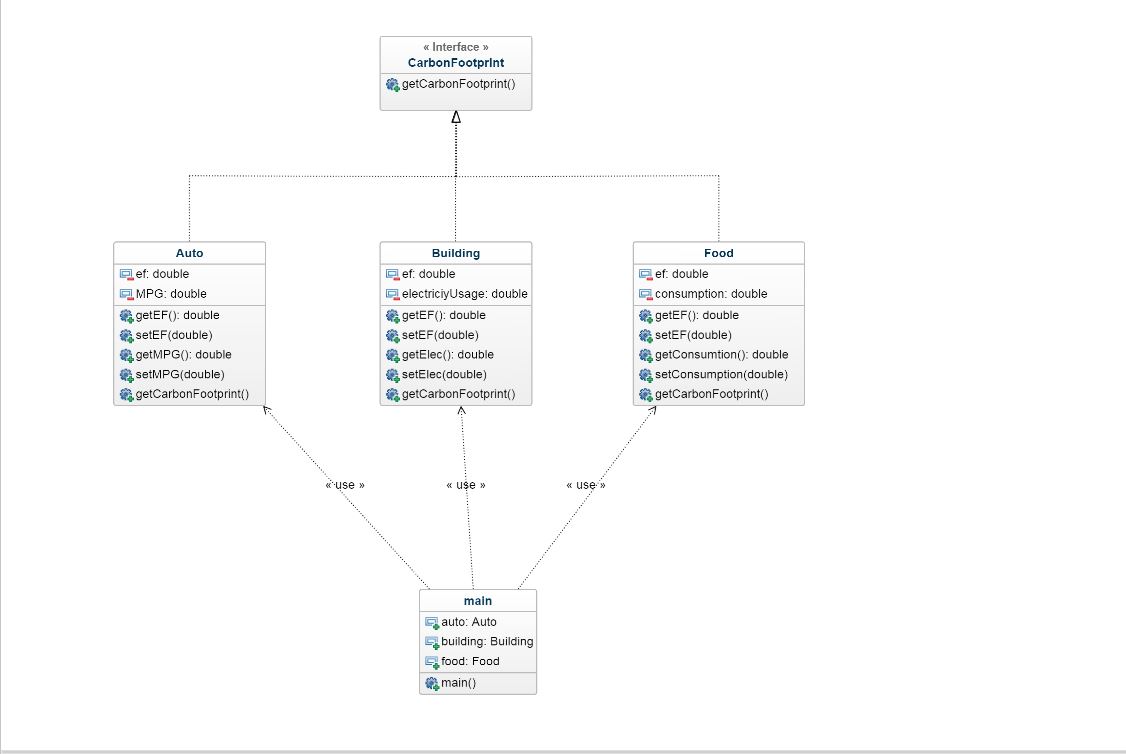 « Interface »
CarbonFootprint
getCarbonFootprint()
Auto
ef: double
MPG: double
getEF(): double
setEF(double)
getMPG(): double
setMPG(double)
getCarbonFootprint()
Building
ef: double
electriciyUsage: double
getEF(): double
setEF(double)
getElec(): double
setElec(double)
getCarbonFootprint()
Food
ef: double
consumption: double
getEF(): double
setEF(double)
getConsumtion(): double
setConsumption(double)
getCarbonFootprint()
« use »
« use »
« use »
main
auto: Auto
building: Building
food: Food
main()